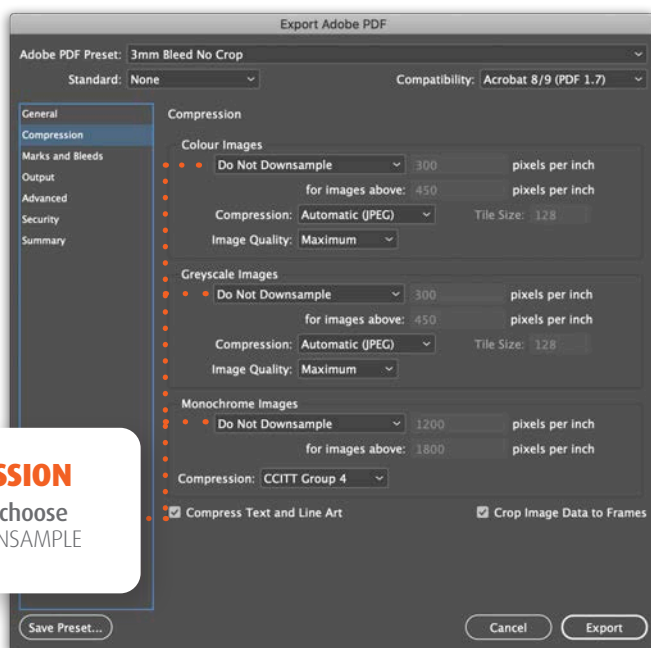 Export Adobe PDF
Adobe PDF Preset: 3mm Bleed No Crop
Standard: None Compatibility: Acrobat 8/9 (PDF 1.7)
General
Compression
Marks and Bleeds
Output
Advanced
Security
Summary
Compression
Colour Images
Do Not Downsample 300 pixels per inch
for images above: 450 pixels per inch
Compression: Automatic (JPEG) Tile Size: 128
Image Quality: Maximum
Greyscale Images
Do Not Downsample 300 pixels per inch
for images above: 450 pixels per inch
Compression: Automatic (JPEG) Tile Size: 128
Image Quality: Maximum
Monochrome Images
Do Not Downsample 1200 pixels per inch
for images above: 1800 pixels per inch
Compression: CCITT Group 4
Compress Text and Line Art Crop Image Data to Frames
SSION
choose
NSAMPLE
Save Preset... Cancel Export